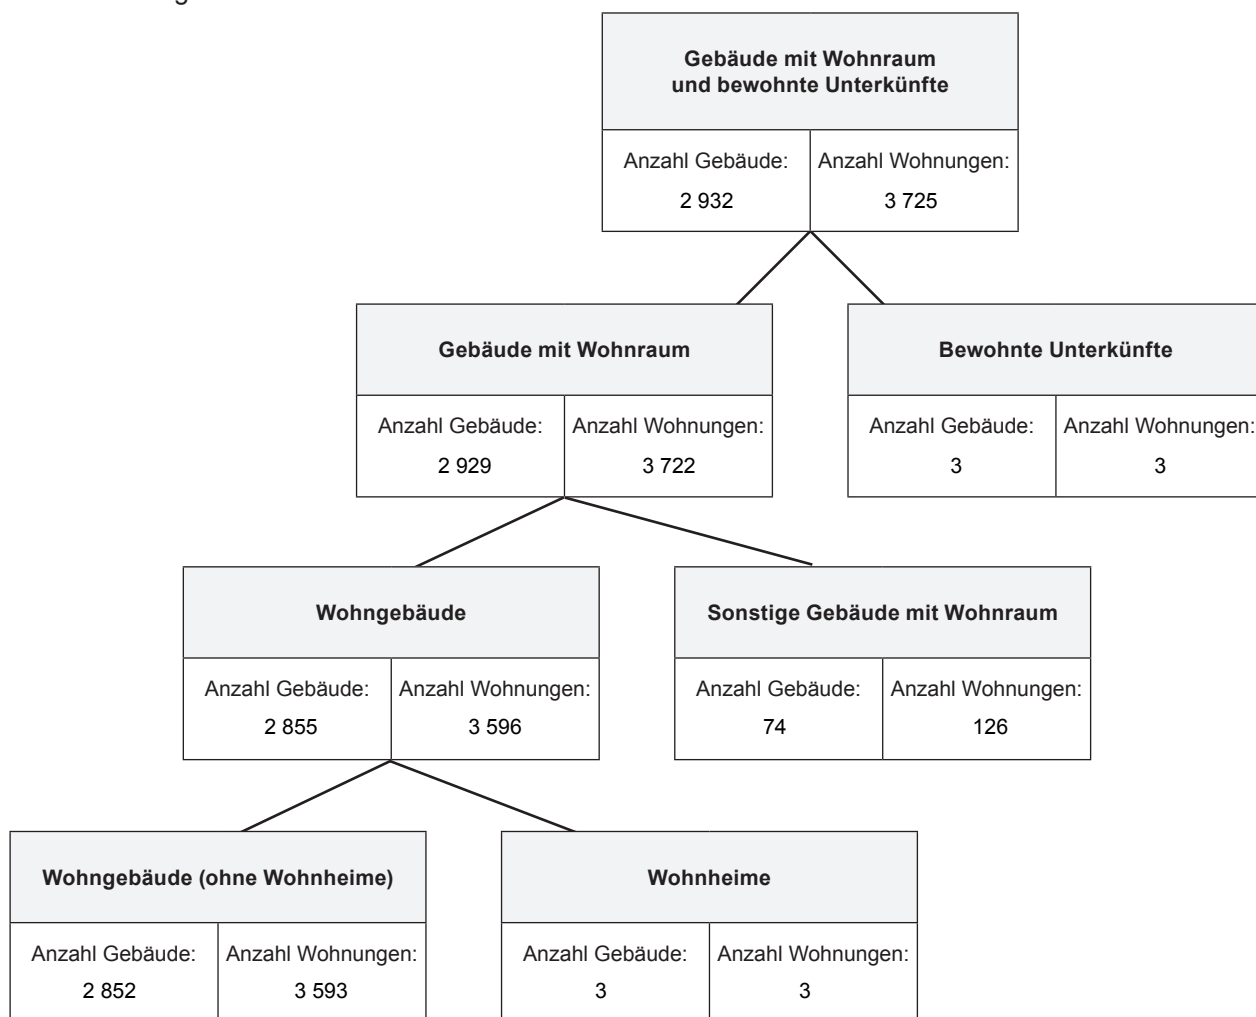 Gebäude mit Wohnraum
und bewohnte Unterkünfte
Anzahl Gebäude: Anzahl Wohnungen:
2 932 3 725
Gebäude mit Wohnraum Bewohnte Unterkünfte
Anzahl Gebäude: Anzahl Wohnungen: Anzahl Gebäude: Anzahl Wohnungen:
2 929 3 722 3 3
Wohngebäude Sonstige Gebäude mit Wohnraum
Anzahl Gebäude: Anzahl Wohnungen: Anzahl Gebäude: Anzahl Wohnungen:
2 855 3 596 74 126
Wohngebäude (ohne Wohnheime) Wohnheime
Anzahl Gebäude: Anzahl Wohnungen: Anzahl Gebäude: Anzahl Wohnungen:
2 852 3 593 3 3